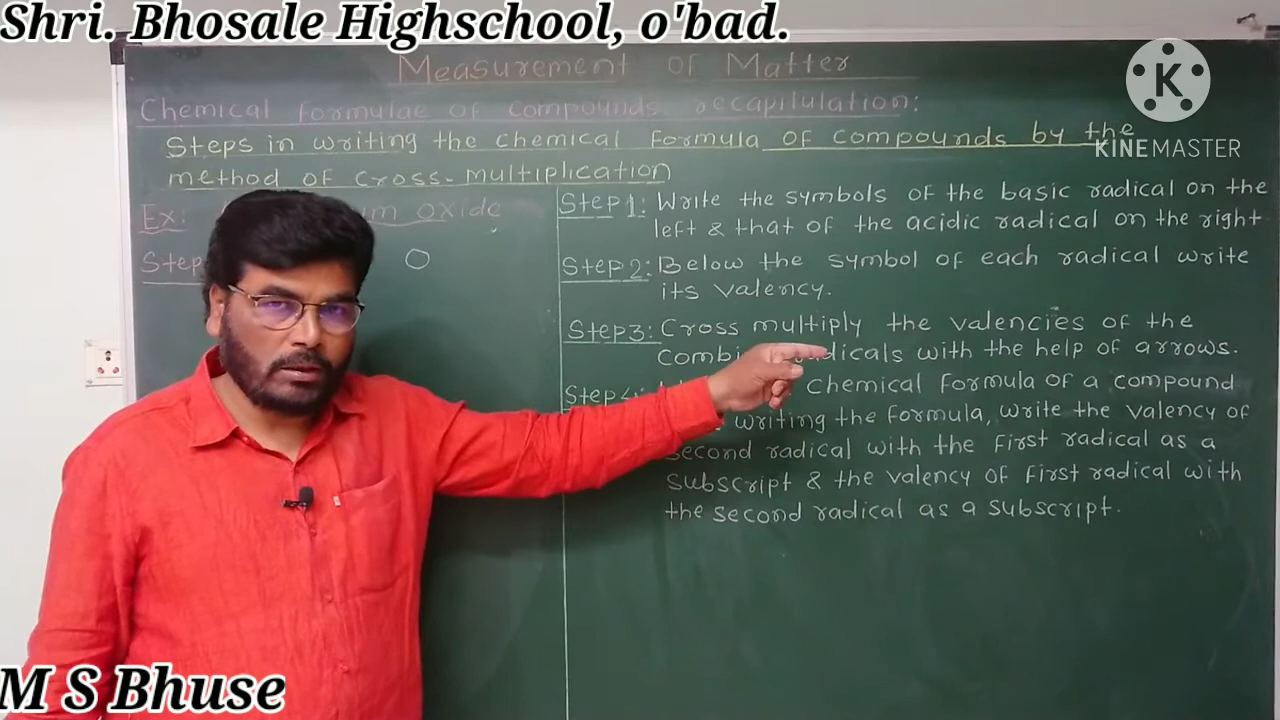 Shri. Bhosale Highschool, o'bad.
Measurement of Matter
KINEMASTER
Chemical formulae of compounds recapitulation:
Steps in writing the chemical formula of compounds by the
method of cross-multiplication
Ex: oxide
Step
O
Step1: Write the symbols of the basic radical on the
left & that of the acidic radical on the right
Step2: Below the symbol of each radical write
its valency.
Step3: Cross multiply the valencies of the
with the help of arrows.
chemical formula of a compound
writing the formula, write the valency of
second radical with the first radical as a
subscript & the valency of first radical with
the second radical as a subscript.
M S Bhuse